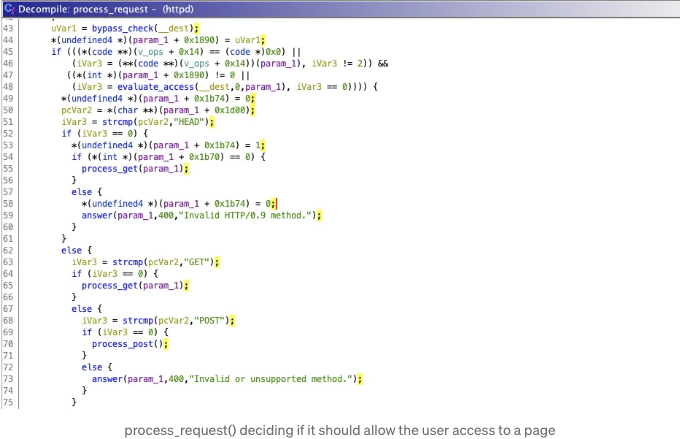 Decompile: process_request - (httpd)
43 uVar1 = bypass_check(__dest);
44 *(undefined4 *)(param_1 + 0x1890) = uVar1;
45 if (((*(code **)(v_ops + 0x14) == (code *)0x0) ||
46 (iVar3 = (**(code **)(v_ops + 0x14))(param_1), iVar3 != 2)) &&
47 ((*(int *)(param_1 + 0x1890) != 0 ||
48 (iVar3 = evaluate_access(__dest,0,param_1), iVar3 == 0)))) {
49 *(undefined4 *)(param_1 + 0x1b74) = 0;
50 pcVar2 = *(char **)(param_1 + 0x1d00);
51 iVar3 = strcmp(pcVar2,"HEAD");
52 if (iVar3 == 0) {
53 *(undefined4 *)(param_1 + 0x1b74) = 1;
54 if (*(int *)(param_1 + 0x1b70) == 0) {
55 process_get(param_1);
56 }
57 else {
58 *(undefined4 *)(param_1 + 0x1b74) = 0;
59 answer(param_1,400,"Invalid HTTP/0.9 method.");
60 }
61 }
62 else {
63 iVar3 = strcmp(pcVar2,"GET");
64 if (iVar3 == 0) {
65 process_get(param_1);
66 }
67 else {
68 iVar3 = strcmp(pcVar2,"POST");
69 if (iVar3 == 0) {
70 process_post();
71 }
72 else {
73 answer(param_1,400,"Invalid or unsupported method.");
74 }
75 }
process_request() deciding if it should allow the user access to a page